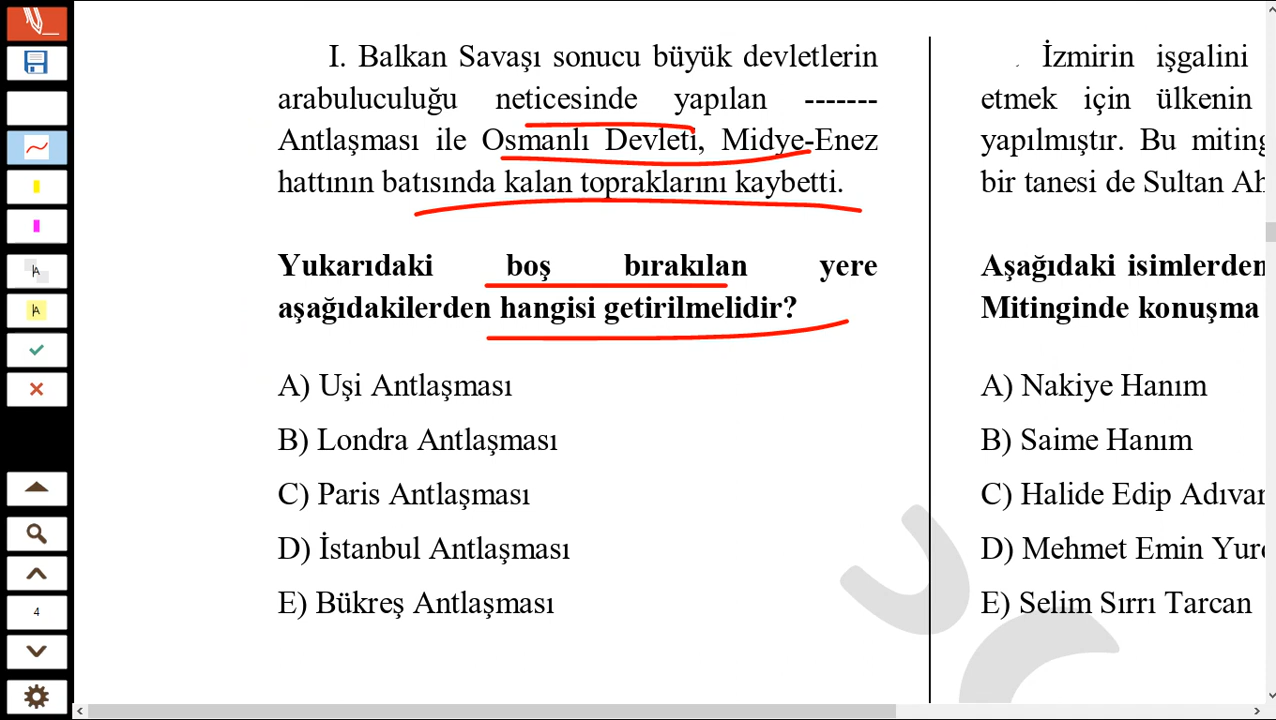 I. Balkan Savaşı sonucu büyük devletlerin
arabuluculuğu neticesinde yapılan -------
Antlaşması ile Osmanlı Devleti, Midye-Enez
hattının batısında kalan topraklarını kaybetti.
Yukarıdaki boş bırakılan yere
aşağıdakilerden hangisi getirilmelidir?
A) Uşi Antlaşması
B) Londra Antlaşması
C) Paris Antlaşması
D) İstanbul Antlaşması
E) Bükreş Antlaşması
İzmirin işgalini
etmek için ülkenin
yapılmıştır. Bu miting
bir tanesi de Sultan Ah
Aşağıdaki isimlerden
Mitinginde konuşma
A) Nakiye Hanım
B) Saime Hanım
C) Halide Edip Adıvar
D) Mehmet Emin Yurd
E) Selim Sırrı Tarcan
A
A
4